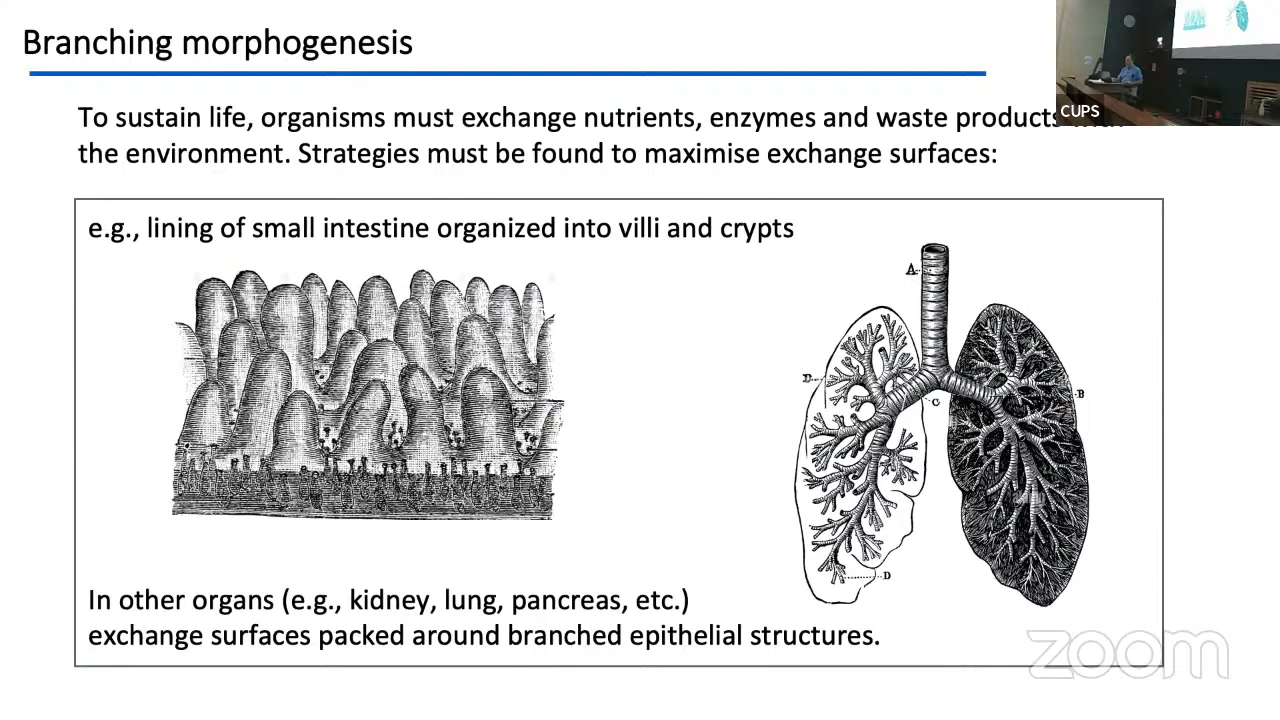 Branching morphogenesis
To sustain life, organisms must exchange nutrients, enzymes and waste products
the environment. Strategies must be found to maximise exchange surfaces:
CUPS
e.g., lining of small intestine organized into villi and crypts
A
D
C
B
D
In other organs (e.g., kidney, lung, pancreas, etc.)
exchange surfaces packed around branched epithelial structures.
zoom